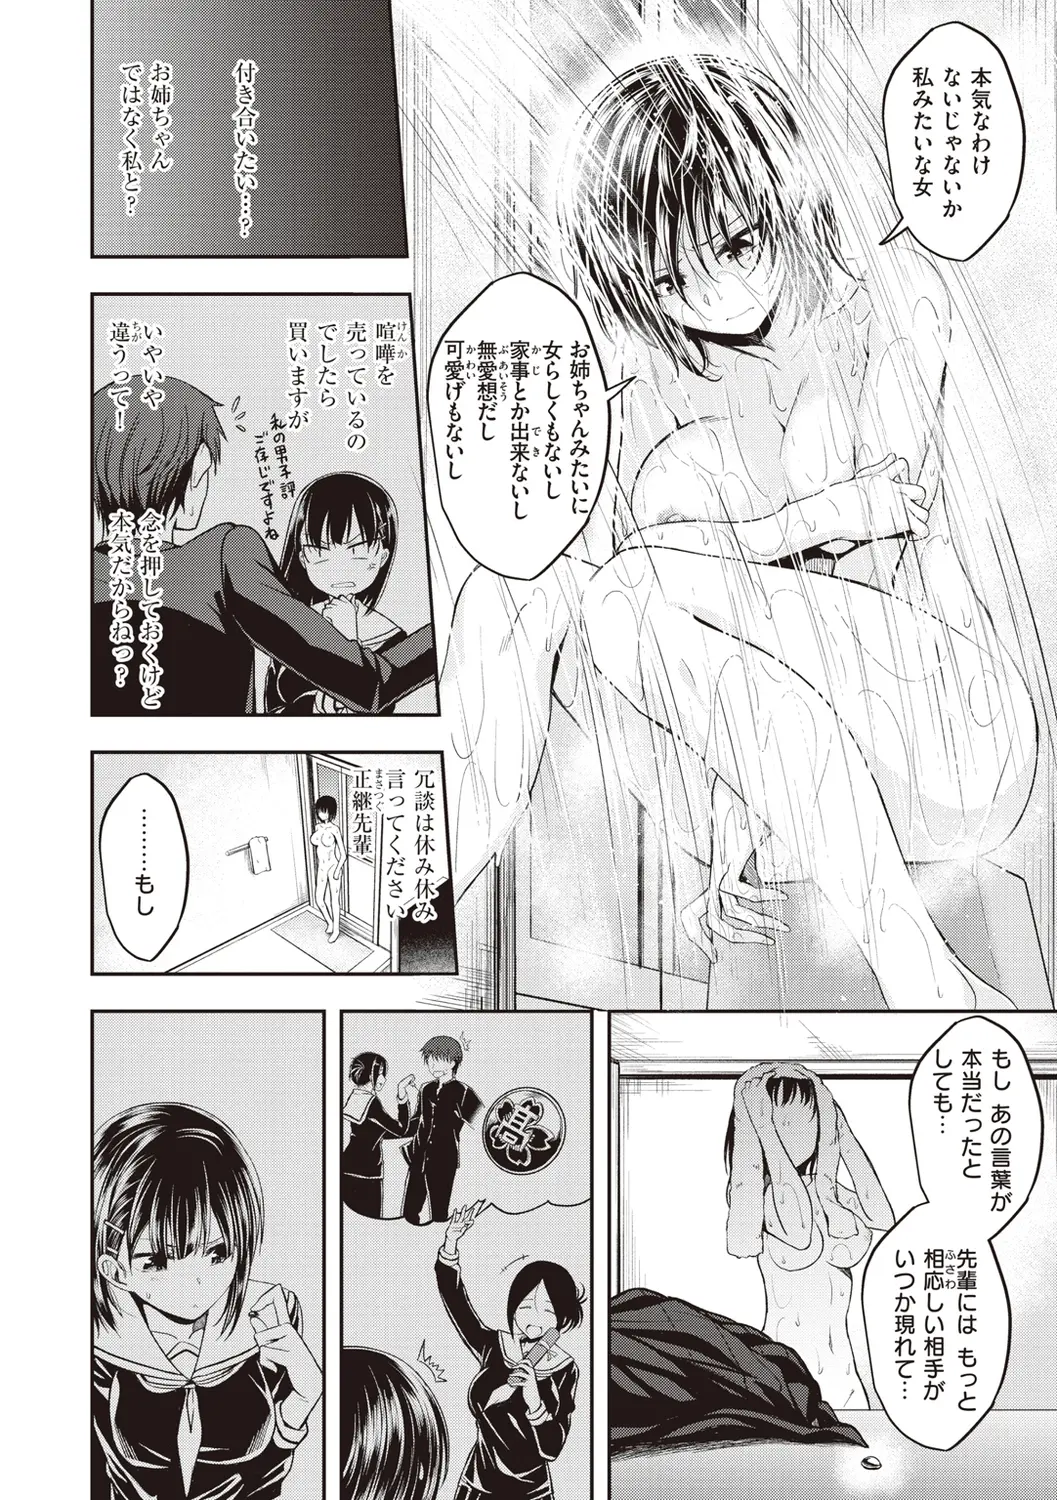 本気なわけ
ないじゃないか
私みたいな女
お姉ちゃんみたいに
女らしくもないし
家事とか出来ないし
無愛想だし
可愛げもないし
付き合いたい…?
お姉ちゃん
ではなく私と?
喧嘩を
売っているの
でしたら
買いますが
私の男子評
ご存じですよね
いやいや
違うって!
念を押しておくけど
本気だからねっ?
冗談は休み休み
言ってください
正継先輩
………もし
もし あの言葉が
本当だったと
しても…
先輩には もっと
相応しい相手が
いつか現れて…
高